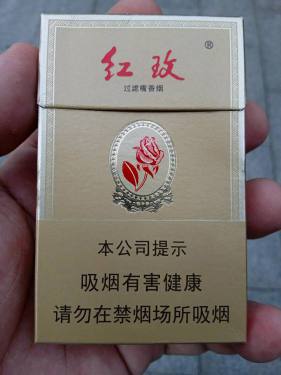 红玫®
过滤嘴香烟
本公司提示
吸烟有害健康
请勿在禁烟场所吸烟